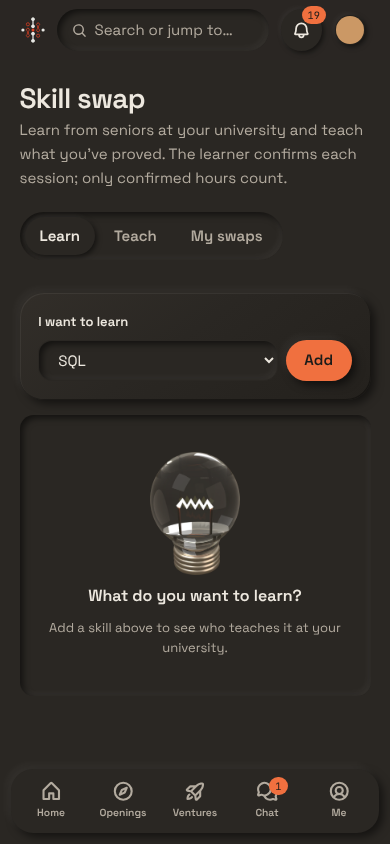 Search or jump to...
19
Skill swap
Learn from seniors at your university and teach
what you've proved. The learner confirms each
session; only confirmed hours count.
Learn Teach My swaps
I want to learn
SQL Add
What do you want to learn?
Add a skill above to see who teaches it at your
university.
1
Home Openings Ventures Chat Me